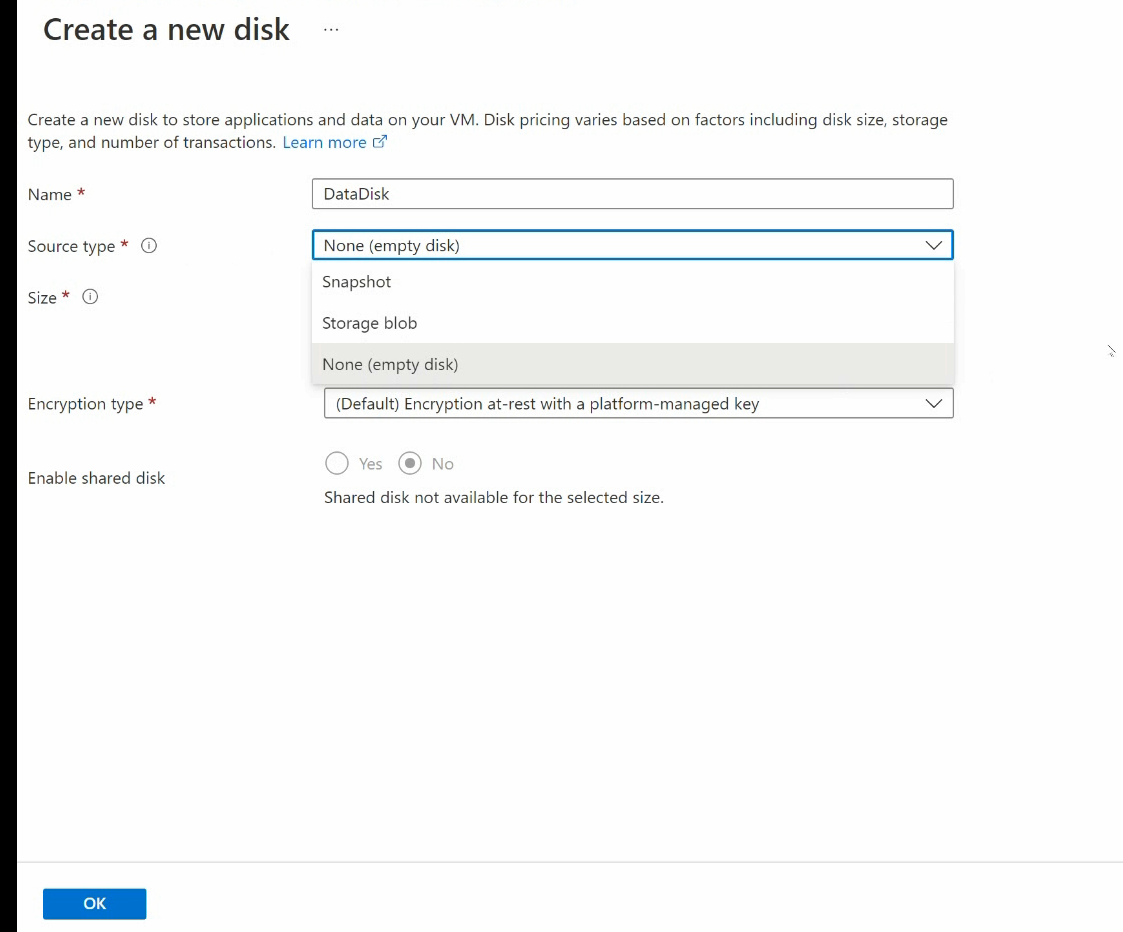 Create a new disk ...
Create a new disk to store applications and data on your VM. Disk pricing varies based on factors including disk size, storage
type, and number of transactions. Learn more
Name *
DataDisk
Source type *
None (empty disk)
Snapshot
Size *
Storage blob
None (empty disk)
Encryption type *
(Default) Encryption at-rest with a platform-managed key
Enable shared disk
Yes No
Shared disk not available for the selected size.
OK